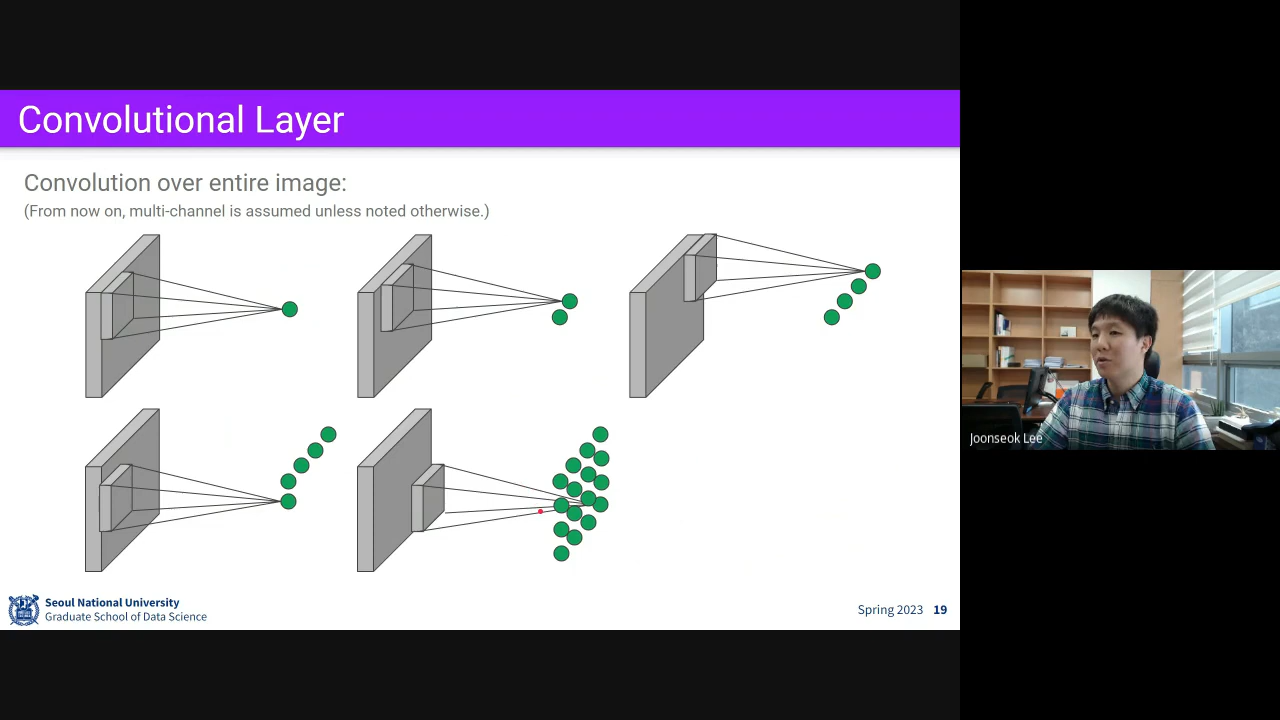 Convolutional Layer
Convolution over entire image:
(From now on, multi-channel is assumed unless noted otherwise.)
Joonseok Lee
Seoul National University
Graduate School of Data Science
Spring 2023 19